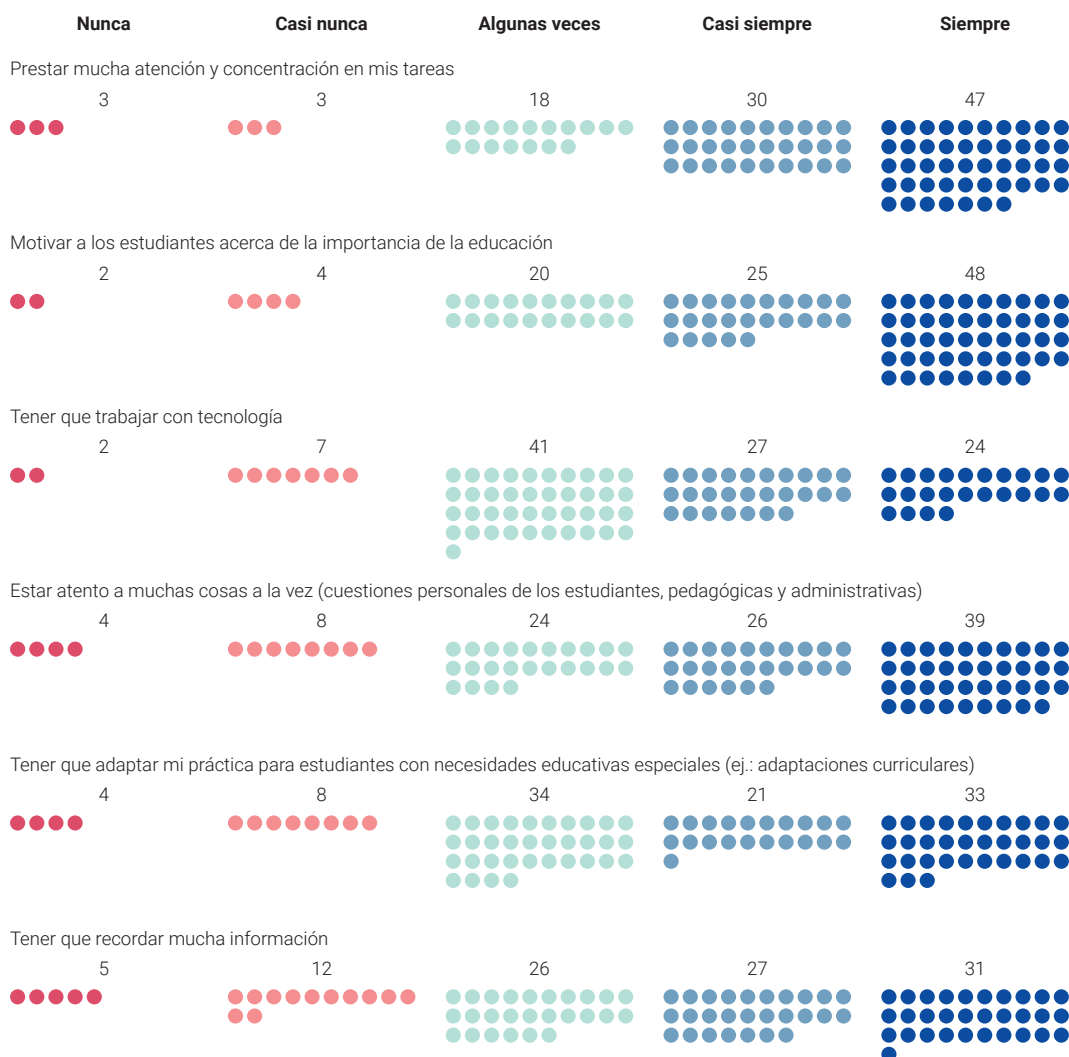 Nunca Casi nunca Algunas veces Casi siempre Siempre
Prestar mucha atención y concentración en mis tareas
3 3 18 30 47
Motivar a los estudiantes acerca de la importancia de la educación
2 4 20 25 48
Tener que trabajar con tecnología
2 7 41 27 24
Estar atento a muchas cosas a la vez (cuestiones personales de los estudiantes, pedagógicas y administrativas)
4 8 24 26 39
Tener que adaptar mi práctica para estudiantes con necesidades educativas especiales (ej.: adaptaciones curriculares)
4 8 34 21 33
Tener que recordar mucha información
5 12 26 27 31